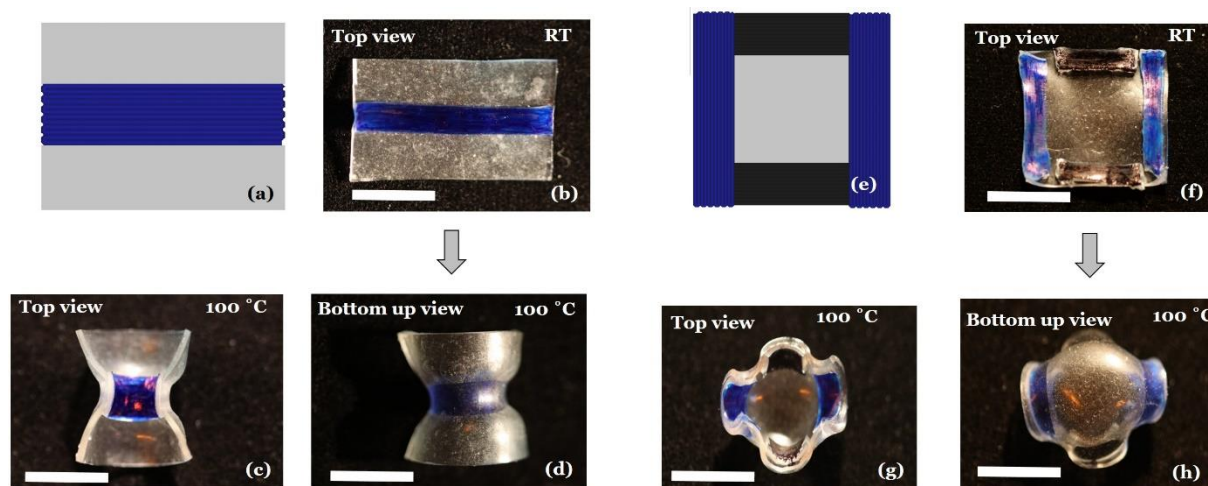 (a)
Top view RT
(b)
(e)
Top view RT
(f)
Top view 100 °C
(c)
Bottom up view 100 °C
(d)
Top view 100 °C
(g)
Bottom up view 100 °C
(h)